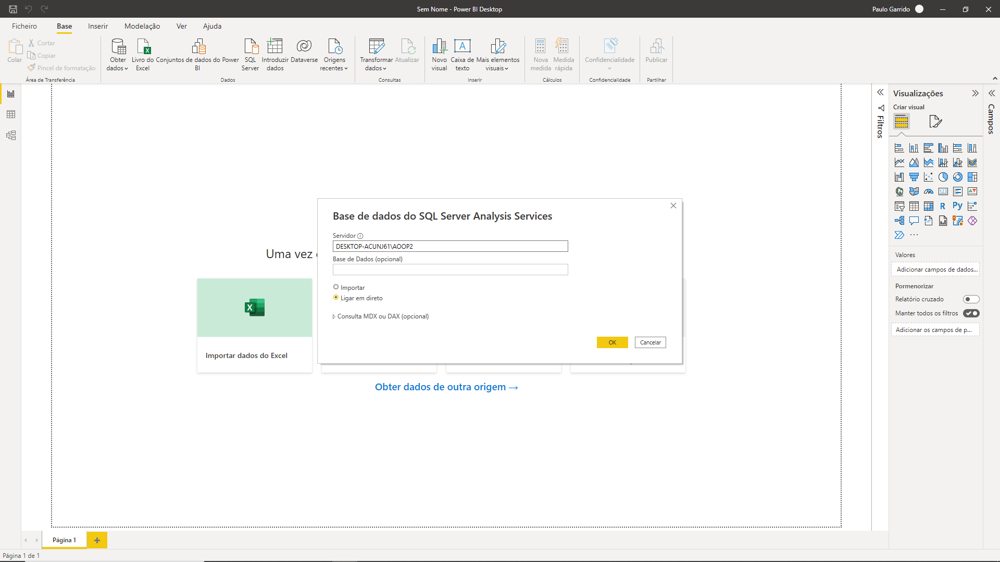 Sem Nome - Power BI Desktop
Paulo Garrido
Ficheiro
Base
Inserir
Modelação
Ver
Ajuda
Colar
Cortar
Copiar
Pincel de formatação
Área de Transferência
Obter dados
Livro do Excel
Conjuntos de dados do Power BI
SQL Server
Introduzir dados
Dataverse
Origens recentes
Dados
Transformar dados
Atualizar
Consultas
Novo visual
Caixa de texto
Mais elementos visuais
Inserir
Nova medida
Medida rápida
Cálculos
Confidencialidade
Confidencialidade
Publicar
Partilhar
Filtros
Visualizações
Criar visual
123
R
Py
Campos
Valores
Adicionar campos de dados...
Pormenorizar
Relatório cruzado
Manter todos os filtros
Adicionar os campos de p...
Uma vez
Importar dados do Excel
Obter dados de outra origem →
Base de dados do SQL Server Analysis Services
Servidor
DESKTOP-ACUNJ61\AOOP2
Base de Dados (opcional)
Importar
Ligar em direto
Consulta MDX ou DAX (opcional)
OK
Cancelar
Página 1
Página 1 de 1